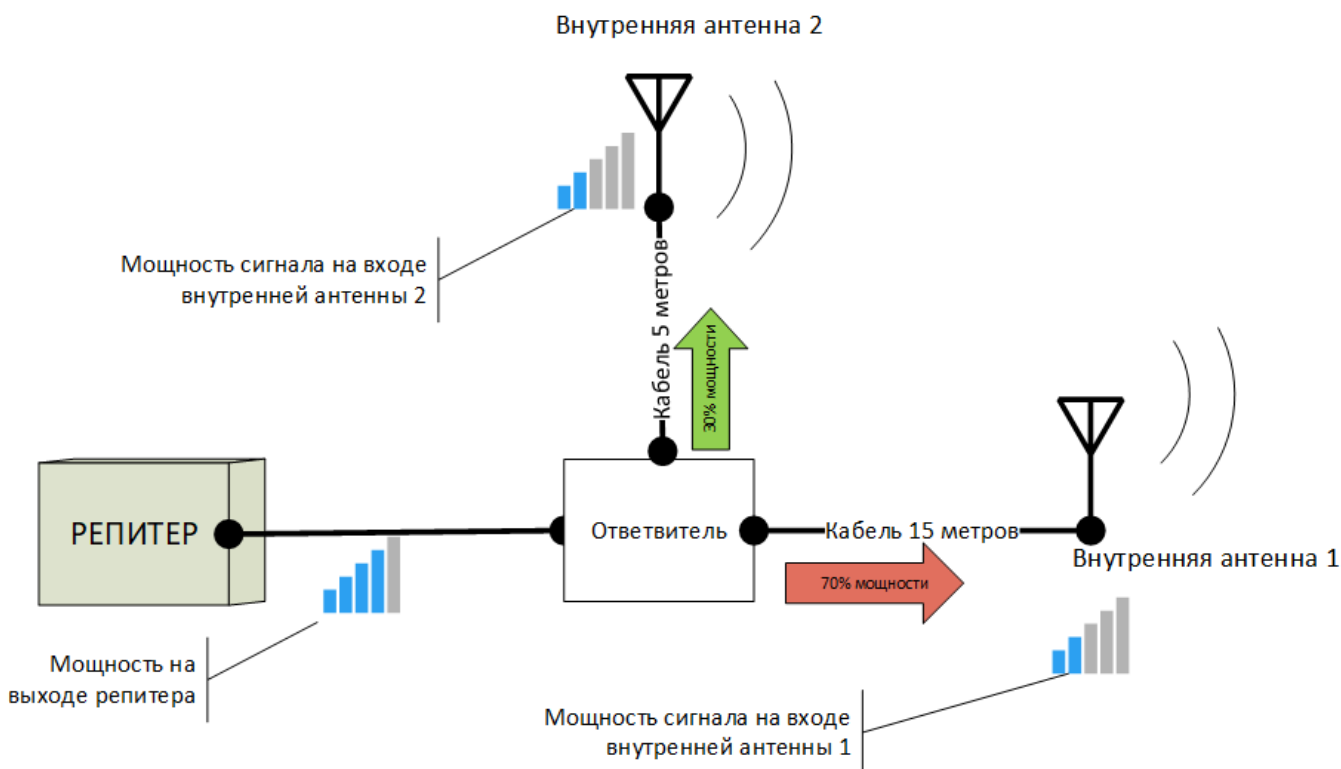 Внутренняя антенна 2
Мощность сигнала на входе
внутренней антенны 2
Кабель 5 метров
30% мощности
РЕПИТЕР
Ответвитель
Кабель 15 метров
Внутренняя антенна 1
70% мощности
Мощность на
выходе репитера
Мощность сигнала на входе
внутренней антенны 1